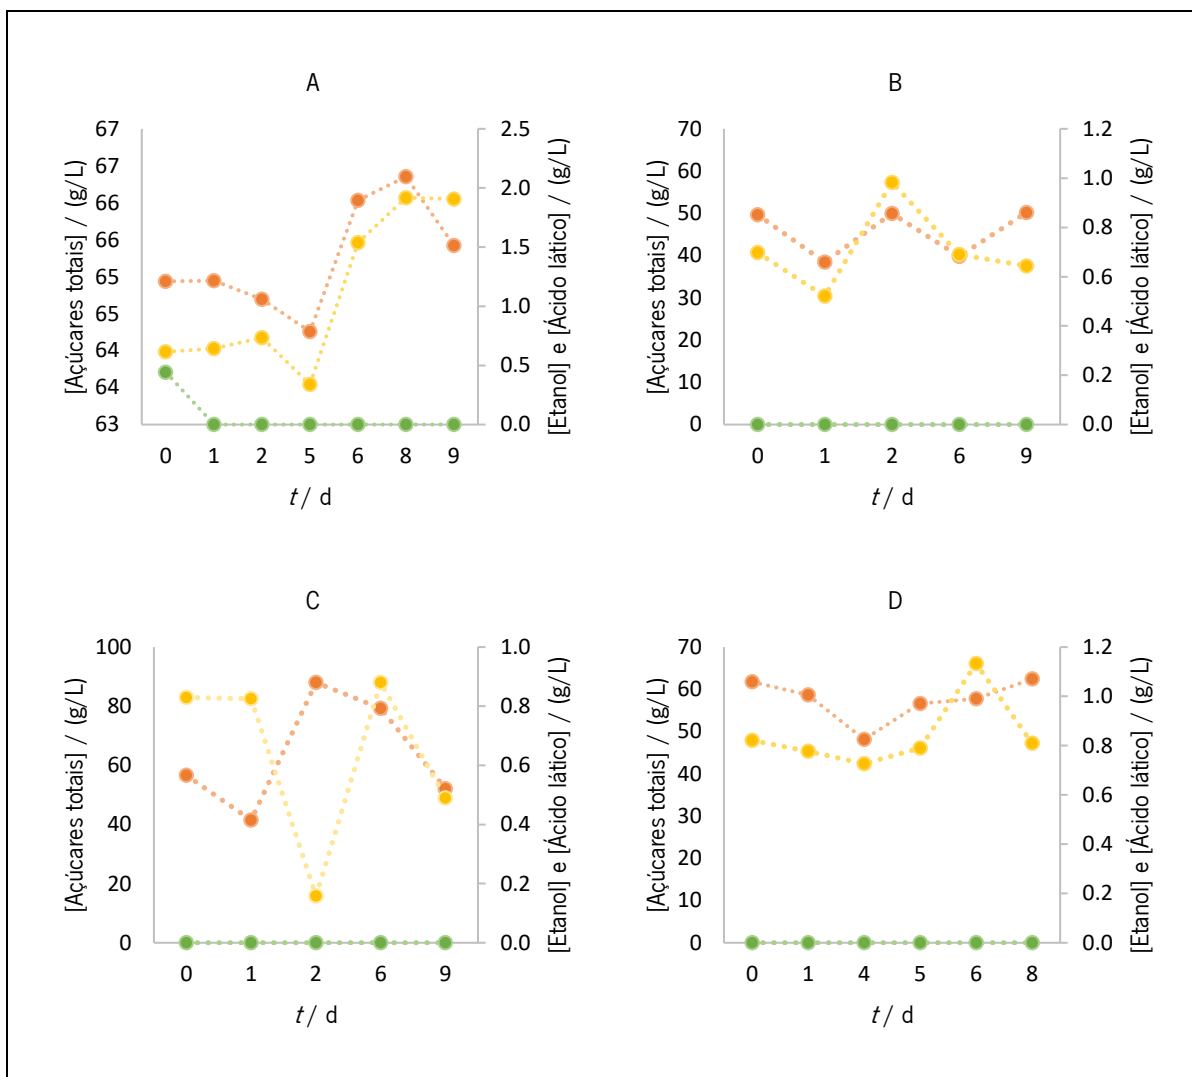 A
[Açúcares totais] / (g/L)
67
67
66
66
65
65
64
64
63
2.5
2.0
1.5
1.0
0.5
0.0
[Etanol] e [Ácido lático] / (g/L)
0 1 2 5 6 8 9
t / d
B
[Açúcares totais] / (g/L)
70
60
50
40
30
20
10
0
1.2
1.0
0.8
0.6
0.4
0.2
0.0
[Etanol] e [Ácido lático] / (g/L)
0 1 2 6 9
t / d
C
[Açúcares totais] / (g/L)
100
80
60
40
20
0
1.0
0.8
0.6
0.4
0.2
0.0
[Etanol] e [Ácido lático] / (g/L)
0 1 2 6 9
t / d
D
[Açúcares totais] / (g/L)
70
60
50
40
30
20
10
0
1.2
1.0
0.8
0.6
0.4
0.2
0.0
[Etanol] e [Ácido lático] / (g/L)
0 1 4 5 6 8
t / d